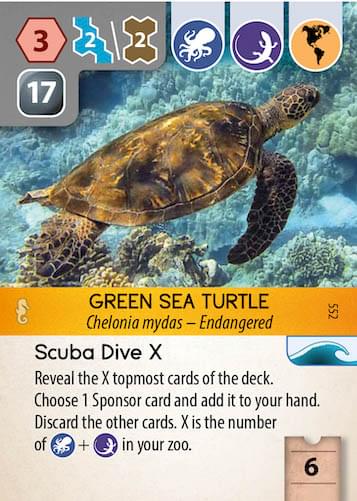 3 2 \ 2
17
GREEN SEA TURTLE
Chelonia mydas – Endangered
552
Scuba Dive X
Reveal the X topmost cards of the deck.
Choose 1 Sponsor card and add it to your hand.
Discard the other cards. X is the number
of + in your zoo.
6